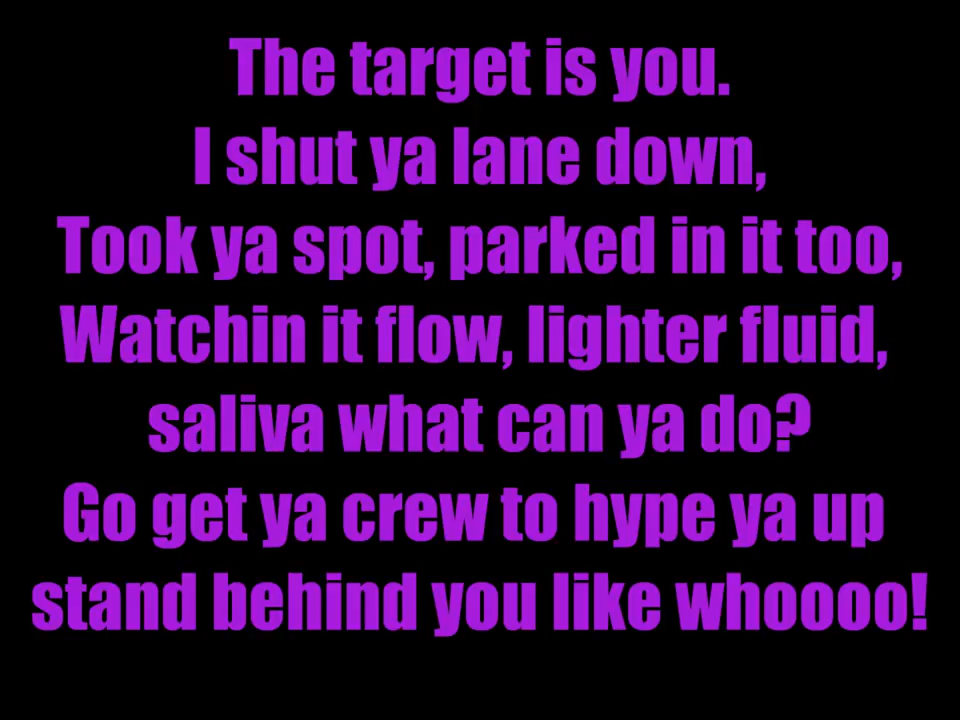 The target is you.
I shut ya lane down,
Took ya spot, parked in it too,
Watchin it flow, lighter fluid,
saliva what can ya do?
Go get ya crew to hype ya up
stand behind you like whoooo!